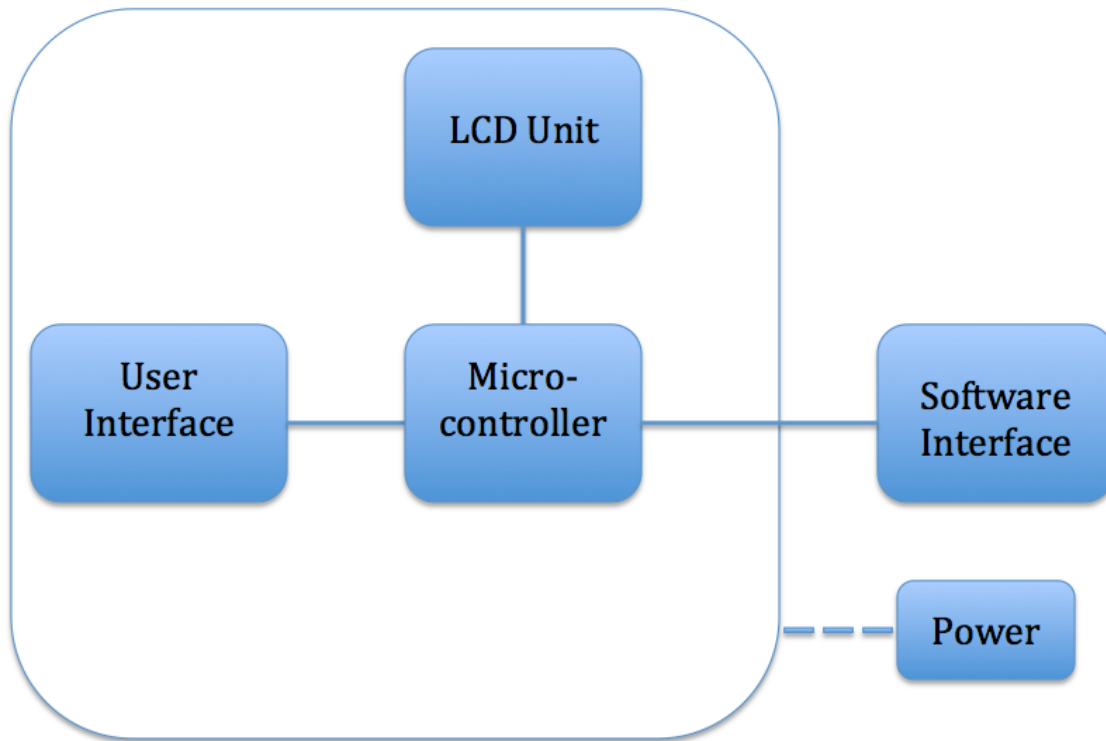 LCD Unit
User
Interface
Micro-
controller
Software
Interface
Power